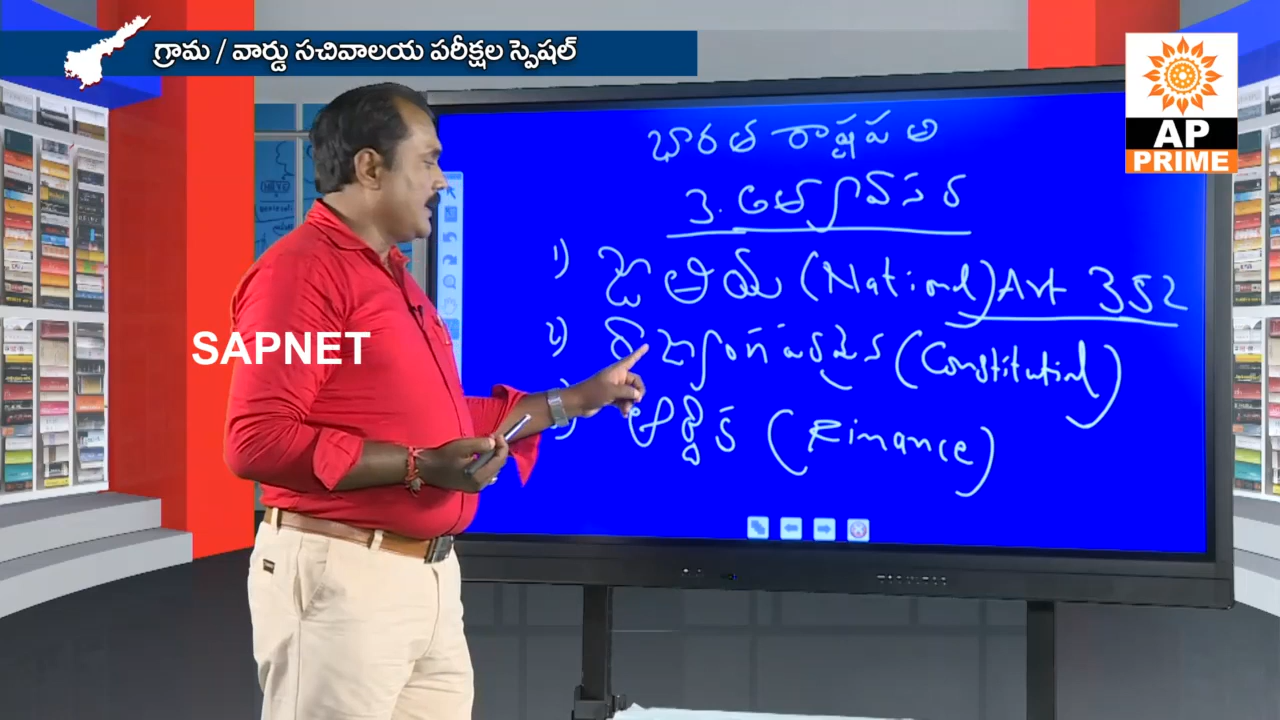 గ్రామ / వార్డు సచివాలయ పరీక్షల స్పెషల్
AP
PRIME
భారత రాష్ట్రపతి
3. అత్యవసర
1) జాతీయ (National) Art 352
2) రాజ్యాంగపరమైన (Constitutional)
ఆర్థిక (Finance)
SAPNET